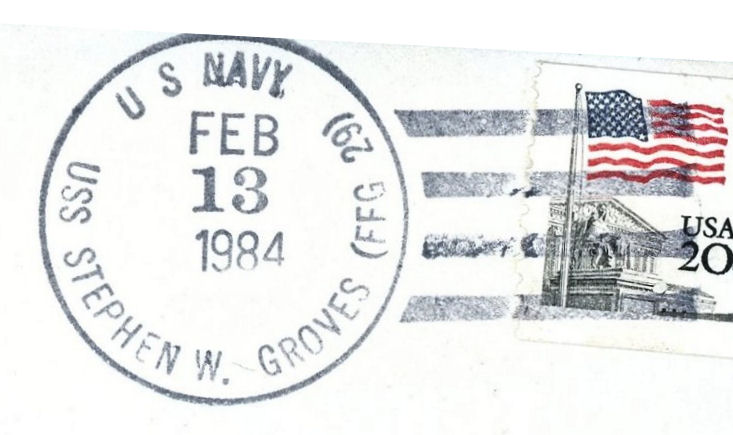 U S NAVY
FEB
13
1984
USS STEPHEN W. GROVES (FFG 29)
USA
20